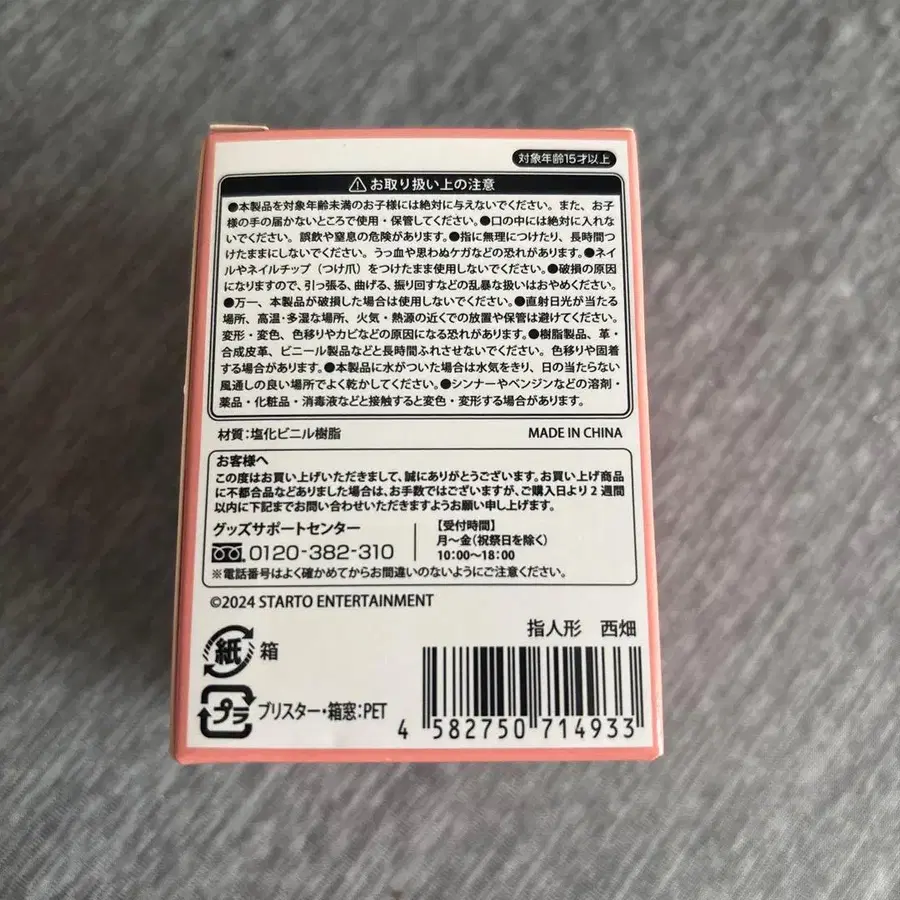 対象年齢15才以上
お取り扱い上の注意
●本製品を対象年齢未満のお子様には絶対に与えないでください。また、お子
様の手の届かないところで使用・保管してください。●口の中には絶対に入れな
いでください。誤飲や窒息の危険があります。●指に無理につけたり、長時間つ
けたままにしないでください。うっ血や思わぬケガなどの恐れがあります。●ネイ
ルやネイルチップ（つけ爪）をつけたまま使用しないでください。●破損の原因
になりますので、引っ張る、曲げる、振り回すなどの乱暴な扱いはおやめください。
●万一、本製品が破損した場合は使用しないでください。●直射日光が当たる
場所、高温・多湿な場所、火気・熱源の近くでの放置や保管は避けてください。
変形・変色、色移りやカビなどの原因になる恐れがあります。●樹脂製品、革・
合成皮革、ビニール製品などと長時間ふれさせないでください。色移りや固着
する場合があります。●本製品に水がついた場合は水気をきり、日の当たらない
風通しの良い場所でよく乾かしてください。●シンナーやベンジンなどの溶剤・
薬品・化粧品・消毒液などと接触すると変色・変形する場合があります。
材質：塩化ビニル樹脂 MADE IN CHINA
お客様へ
この度はお買い上げいただきまして、誠にありがとうございます。お買い上げ商品
に不都合品などありました場合は、お手数ではございますが、ご購入日より2週間
以内に下記までお問い合わせいただきますようお願い申し上げます。
グッズサポートセンター
0120-382-310
【受付時間】
月～金（祝祭日を除く）
10：00～18：00
※電話番号はよく確かめてからお間違いのないようにご注意ください。
©2024 STARTO ENTERTAINMENT
指人形 西畑
紙 箱
プラ ブリスター・箱窓：PET
4 582750 714933